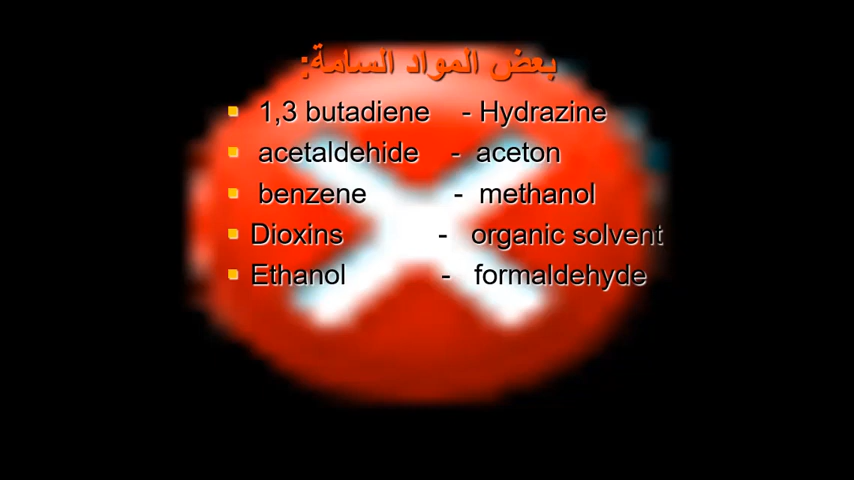 بعض المواد السامة:
1,3 butadiene - Hydrazine
acetaldehide - aceton
benzene - methanol
Dioxins - organic solvent
Ethanol - formaldehyde